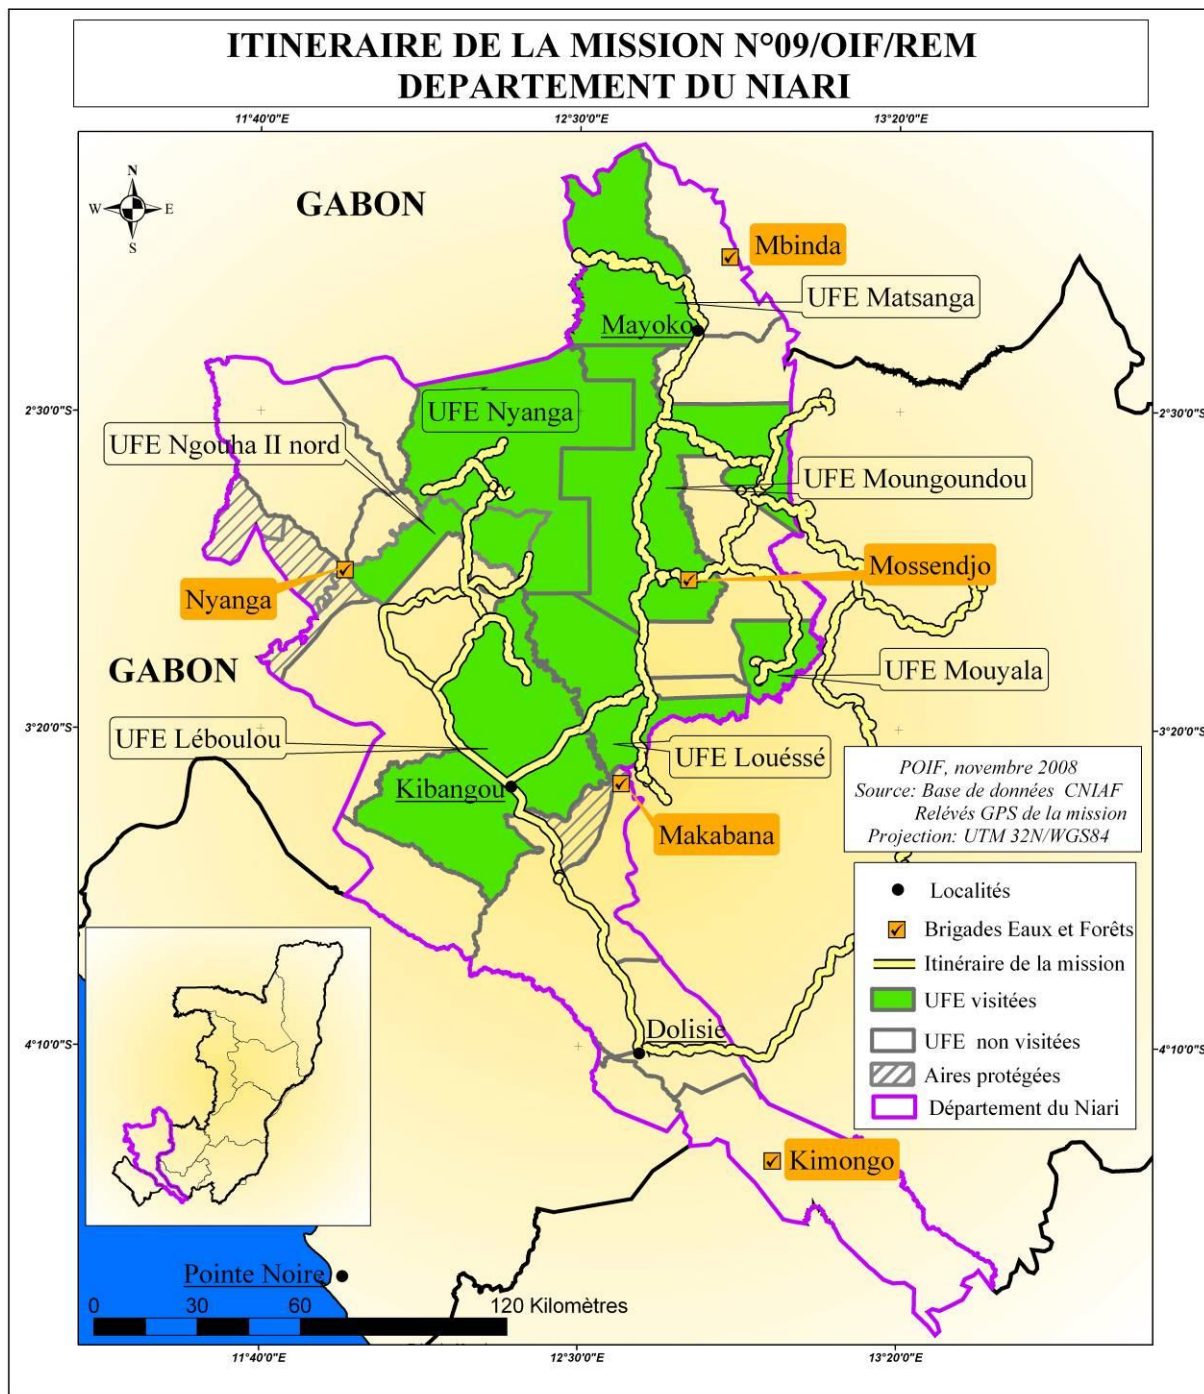 ITINERAIRE DE LA MISSION N°09/OIF/REM
DEPARTEMENT DU NIARI
11°40'0"E
12°30'0"E
13°20'0"E
N
W
E
S
GABON
Mbinda
UFE Matsanga
Mayoko
2°30'0"S
2°30'0"S
UFE Nyanga
UFE Ngouha II nord
UFE Moungoundou
Mossendjo
Nyanga
GABON
UFE Mouyala
3°20'0"S
3°20'0"S
UFE Léboulou
UFE Louéssé
Kibangou
Makabana
POIF, novembre 2008
Source: Base de données CNIAF
Relévés GPS de la mission
Projection: UTM 32N/WGS84
Localités
Brigades Eaux et Forêts
Itinéraire de la mission
UFE visitées
UFE non visitées
Aires protégées
Département du Niari
Dolisie
4°10'0"S
4°10'0"S
Kimongo
Pointe Noire
0
30
60
120 Kilomètres
11°40'0"E
12°30'0"E
13°20'0"E